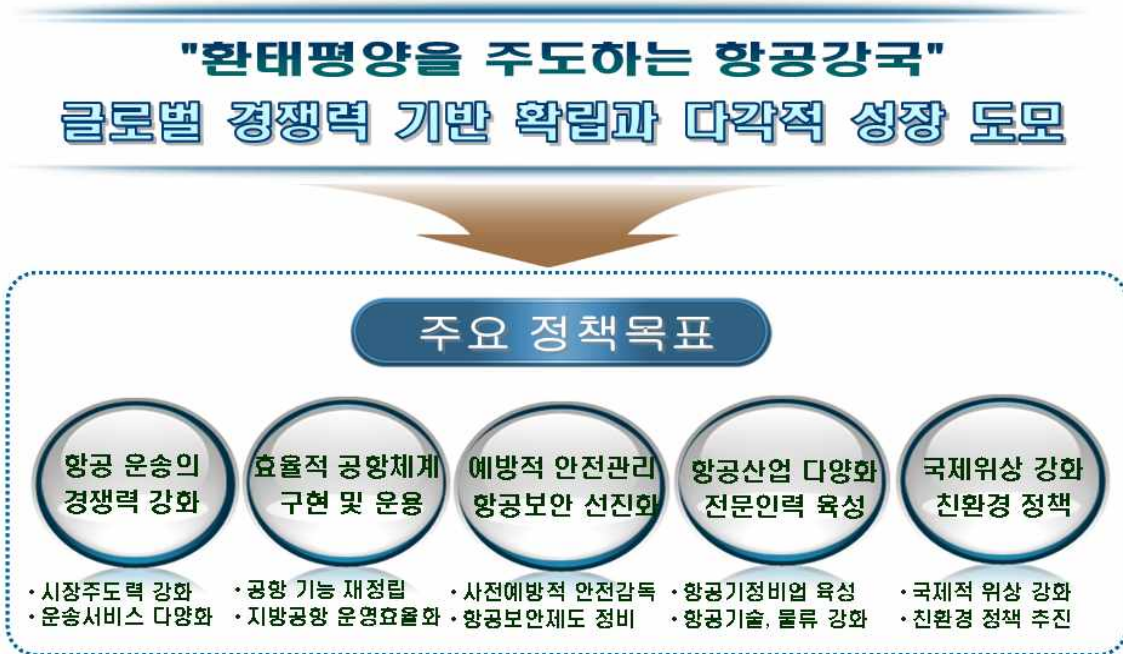 "환태평양을 주도하는 항공강국"
글로벌 경쟁력 기반 확립과 다각적 성장 도모
주요 정책목표
항공 운송의
경쟁력 강화
· 시장주도력 강화
· 운송서비스 다양화
효율적 공항체계
구현 및 운용
· 공항 기능 재정립
· 지방공항 운영효율화
예방적 안전관리
항공보안 선진화
· 사전예방적 안전감독
· 항공보안제도 정비
항공산업 다양화
전문인력 육성
· 항공기정비업 육성
· 항공기술, 물류 강화
국제위상 강화
친환경 정책
· 국제적 위상 강화
· 친환경 정책 추진